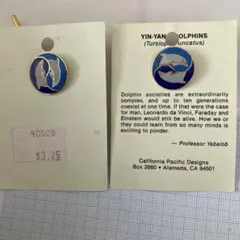 40509
$3.25
YIN-YANG DOLPHINS
(Tursiops truncatus)
Dolphin societies are extraordinarily
complex, and up to ten generations
coexist at one time. If that were the case
for man, Leonardo da Vinci, Faraday and
Einstein would still be alive. How we or
they could learn from so many minds is
exciting to ponder.
— Professor Yebalob
California Pacific Designs
Box 2660 • Alameda, CA 94501